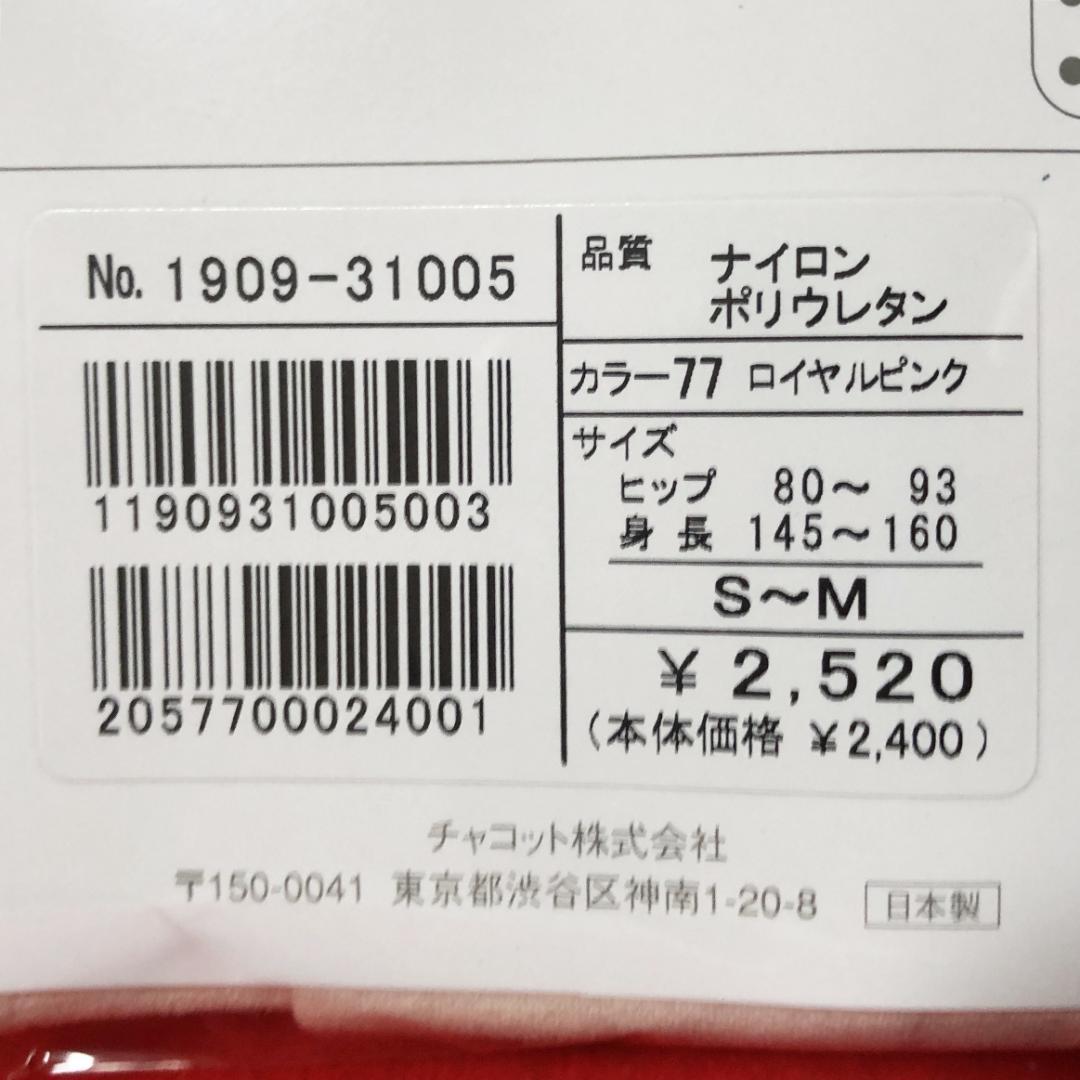 No. 1909-31005
1190931005003
2057700024001
品質 ナイロン
ポリウレタン
カラー77 ロイヤルピンク
サイズ
ヒップ 80〜 93
身 長 145〜160
S〜M
¥2,520
(本体価格 ¥2,400)
チャコット株式会社
〒150-0041 東京都渋谷区神南1-20-8 日本製